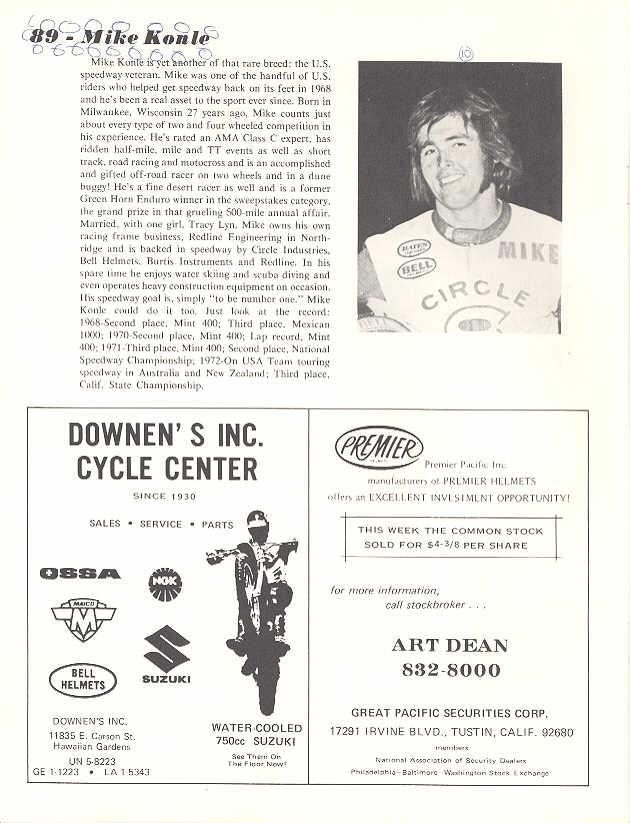 89 - Mike Konle
10
Mike Konle is yet another of that rare breed: the U.S.
speedway veteran. Mike was one of the handful of U.S.
riders who helped get speedway back on its feet in 1968
and he's been a real asset to the sport ever since. Born in
Milwankee, Wisconsin 27 years ago, Mike counts just
about every type of two and four wheeled competition in
his experience. He's rated an AMA Class C expert, has
ridden half-mile, mile and TT events as well as short
track, road racing and motocross and is an accomplished
and gifted off-road racer on two wheels and in a dune
buggy! He's a fine desert racer as well and is a former
Green Horn Enduro winner in the sweepstakes category,
the grand prize in that grueling 500-mile annual affair.
Married, with one girl, Tracy Lyn, Mike owns his own
racing frame business, Redline Engineering in North-
ridge and is backed in speedway by Circle Industries,
Bell Helmets, Burtis Instruments and Redline. In his
spare time he enjoys water skiing and scuba diving and
even operates heavy construction equipment on occasion.
His speedway goal is, simply "to be number one." Mike
Konle could do it too. Just look at the record:
1968-Second place, Mint 400; Third place, Mexican
1000; 1970-Second place, Mint 400; Lap record, Mint
400; 1971-Third place, Mint 400; Second place, National
Speedway Championship; 1972-On USA Team touring
speedway in Australia and New Zealand; Third place,
Calif. State Championship.
BATES
BELL
MIKE
CIRCLE
DOWNEN'S INC.
CYCLE CENTER
SINCE 1930
SALES • SERVICE • PARTS
OSSA
NGK
MAICO
M
SUZUKI
BELL
HELMETS
DOWNEN'S INC.
11835 E. Carson St.
Hawaiian Gardens
UN 5-8223
GE 1-1223 • LA 1-5343
WATER-COOLED
750cc SUZUKI
See Them On
The Floor Now!
PREMIER
HELMETS
Premier Pacific Inc.
manufacturers of PREMIER HELMETS
offers an EXCELLENT INVESTMENT OPPORTUNITY!
THIS WEEK THE COMMON STOCK
SOLD FOR $4-3/8 PER SHARE
for more information,
call stockbroker . . .
ART DEAN
832-8000
GREAT PACIFIC SECURITIES CORP.
17291 IRVINE BLVD., TUSTIN, CALIF. 92680
members
National Association of Security Dealers
Philadelphia-Baltimore-Washington Stock Exchange